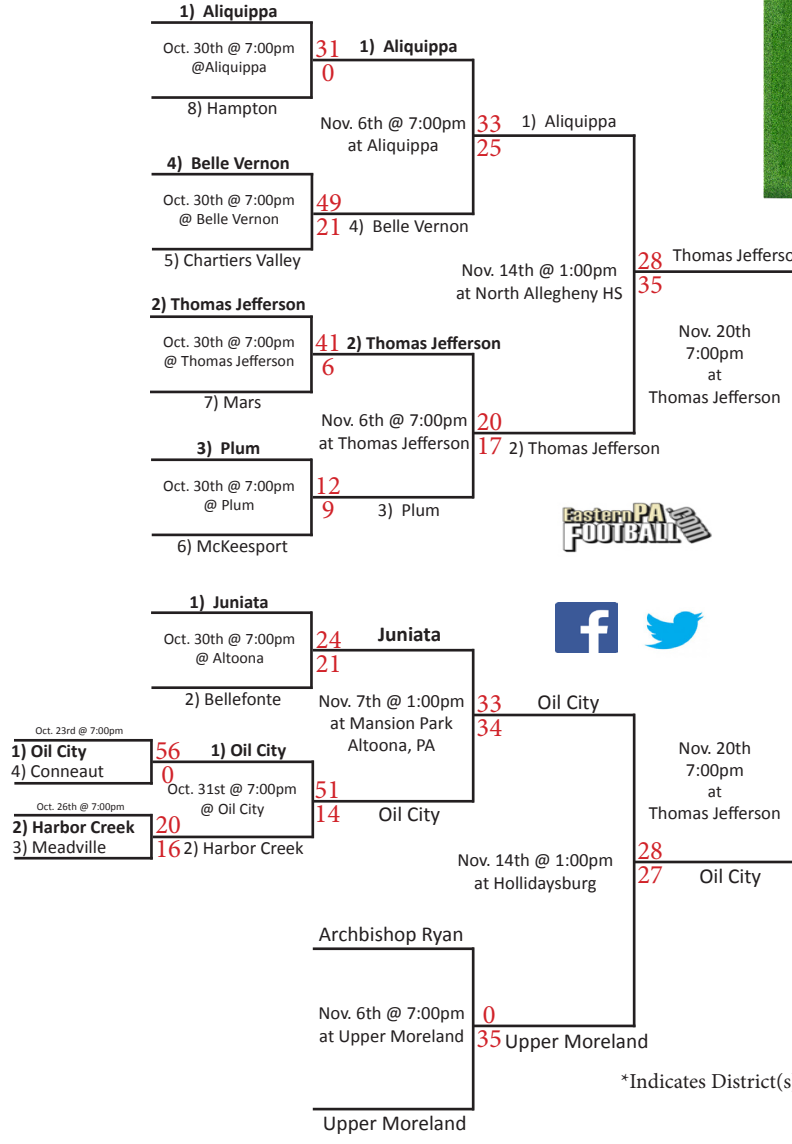 1) Aliquippa
Oct. 30th @ 7:00pm
@Aliquippa
31
0
8) Hampton
1) Aliquippa
Nov. 6th @ 7:00pm
at Aliquippa
33
25
4) Belle Vernon
Oct. 30th @ 7:00pm
@ Belle Vernon
49
21
5) Chartiers Valley
4) Belle Vernon
1) Aliquippa
Nov. 14th @ 1:00pm
at North Allegheny HS
28
35
2) Thomas Jefferson
Oct. 30th @ 7:00pm
@ Thomas Jefferson
41
6
7) Mars
2) Thomas Jefferson
Nov. 6th @ 7:00pm
at Thomas Jefferson
20
17
3) Plum
Oct. 30th @ 7:00pm
@ Plum
12
9
6) McKeesport
3) Plum
2) Thomas Jefferson
Thomas Jefferso
Nov. 20th
7:00pm
at
Thomas Jefferson
EasternPA
.com
FOOTBALL
f
1) Juniata
Oct. 30th @ 7:00pm
@ Altoona
24
21
2) Bellefonte
Juniata
Nov. 7th @ 1:00pm
at Mansion Park
Altoona, PA
33
34
Oct. 23rd @ 7:00pm
1) Oil City
4) Conneaut
56
0
1) Oil City
Oct. 31st @ 7:00pm
@ Oil City
51
14
Oct. 26th @ 7:00pm
2) Harbor Creek
3) Meadville
20
16
2) Harbor Creek
Oil City
Oil City
Nov. 14th @ 1:00pm
at Hollidaysburg
28
27
Archbishop Ryan
Nov. 6th @ 7:00pm
at Upper Moreland
0
35
Upper Moreland
Upper Moreland
Nov. 20th
7:00pm
at
Thomas Jefferson
Oil City
*Indicates District(s